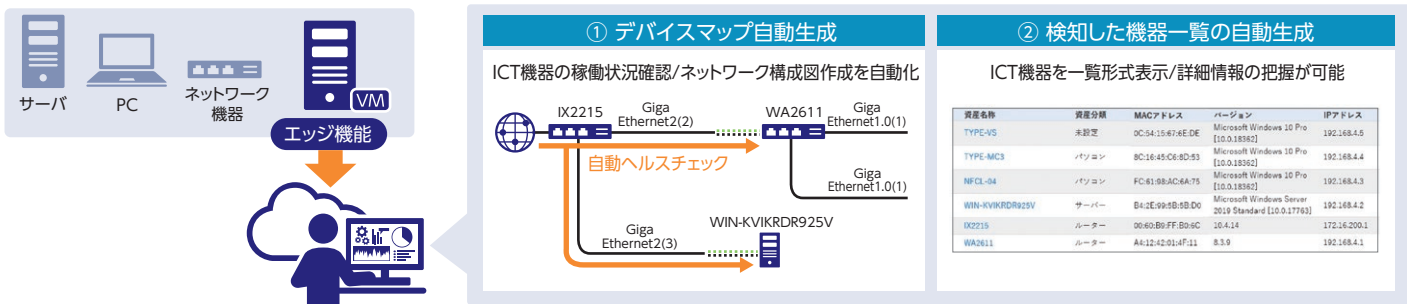 サーバ
PC
ネットワーク
機器
VM
エッジ機能
① デバイスマップ自動生成
ICT機器の稼働状況確認/ネットワーク構成図作成を自動化
IX2215
Giga
Ethernet2(2)
WA2611
Giga
Ethernet1.0(1)
自動ヘルスチェック
Giga
Ethernet1.0(1)
Giga
Ethernet2(3)
WIN-KVIKRDR925V
② 検知した機器一覧の自動生成
ICT機器を一覧形式表示/詳細情報の把握が可能
資産名称 資産分類 MACアドレス バージョン IPアドレス
TYPE-VS 未設定 0C:54:15:67:6E:DE Microsoft Windows 10 Pro [10.0.18362] 192.168.4.5
TYPE-MC3 パソコン 8C:16:45:C6:8D:53 Microsoft Windows 10 Pro [10.0.18362] 192.168.4.4
NFCL-04 パソコン FC:61:98:AC:6A:75 Microsoft Windows 10 Pro [10.0.18362] 192.168.4.3
WIN-KVIKRDR925V サーバー B4:2E:99:5B:5B:D0 Microsoft Windows Server 2019 Standard [10.0.17763] 192.168.4.2
IX2215 ルーター 00:60:B9:FF:BD:6C 10.4.14 172.16.200.1
WA2611 ルーター A4:12:42:01:4F:11 8.3.9 192.168.4.1